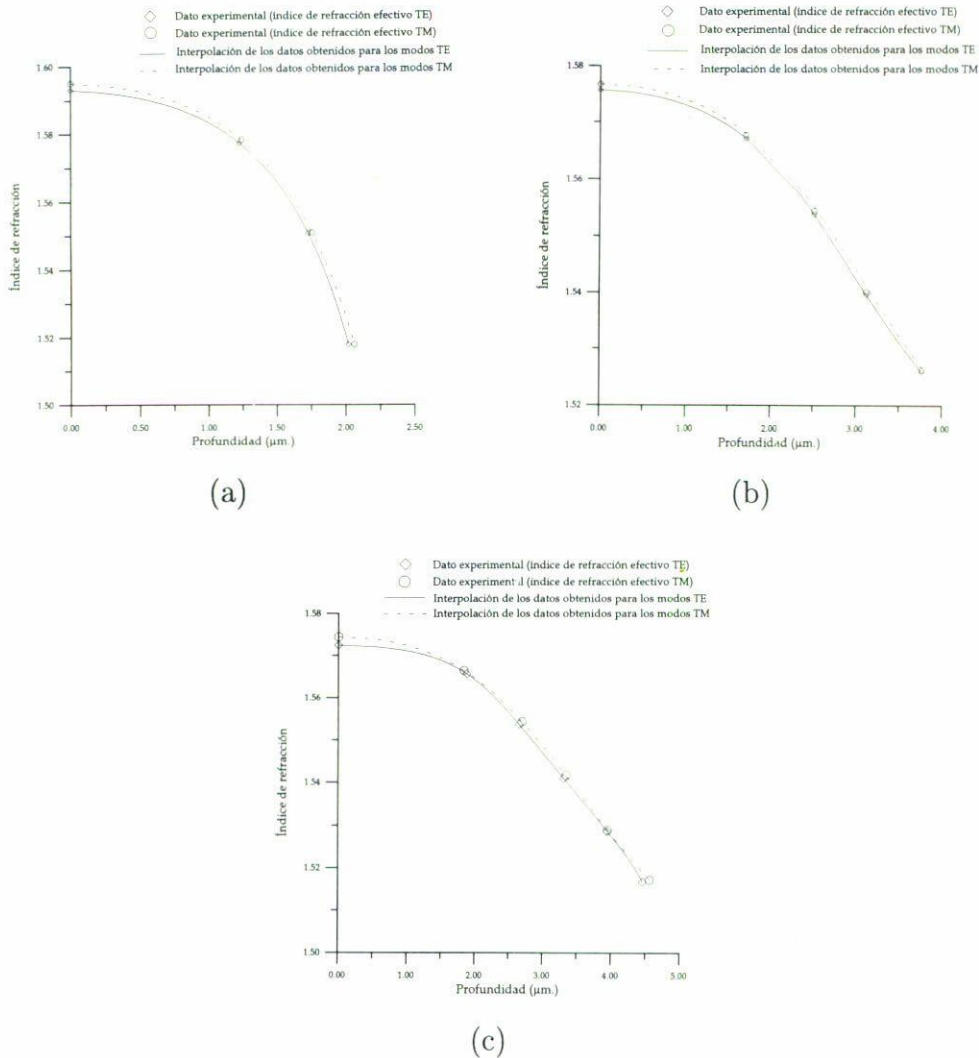 Dato experimental (índice de refracción efectivo TE)
Dato experimental (índice de refracción efectivo TM)
Interpolación de los datos obtenidos para los modos TE
Interpolación de los datos obtenidos para los modos TM
1.60
1.58
1.56
1.54
1.52
1.50
Índice de refracción
0.00 0.50 1.00 1.50 2.00 2.50
Profundidad (µm.)
(a)
Dato experimental (índice de refracción efectivo TE)
Dato experimental (índice de refracción efectivo TM)
Interpolación de los datos obtenidos para los modos TE
Interpolación de los datos obtenidos para los modos TM
1.58
1.56
1.54
1.52
Índice de refracción
0.00 1.00 2.00 3.00 4.00
Profundidad (µm.)
(b)
Dato experimental (índice de refracción efectivo TE)
Dato experimental (índice de refracción efectivo TM)
Interpolación de los datos obtenidos para los modos TE
Interpolación de los datos obtenidos para los modos TM
1.58
1.56
1.54
1.52
1.50
Índice de refracción
0.00 1.00 2.00 3.00 4.00 5.00
Profundidad (µm.)
(c)